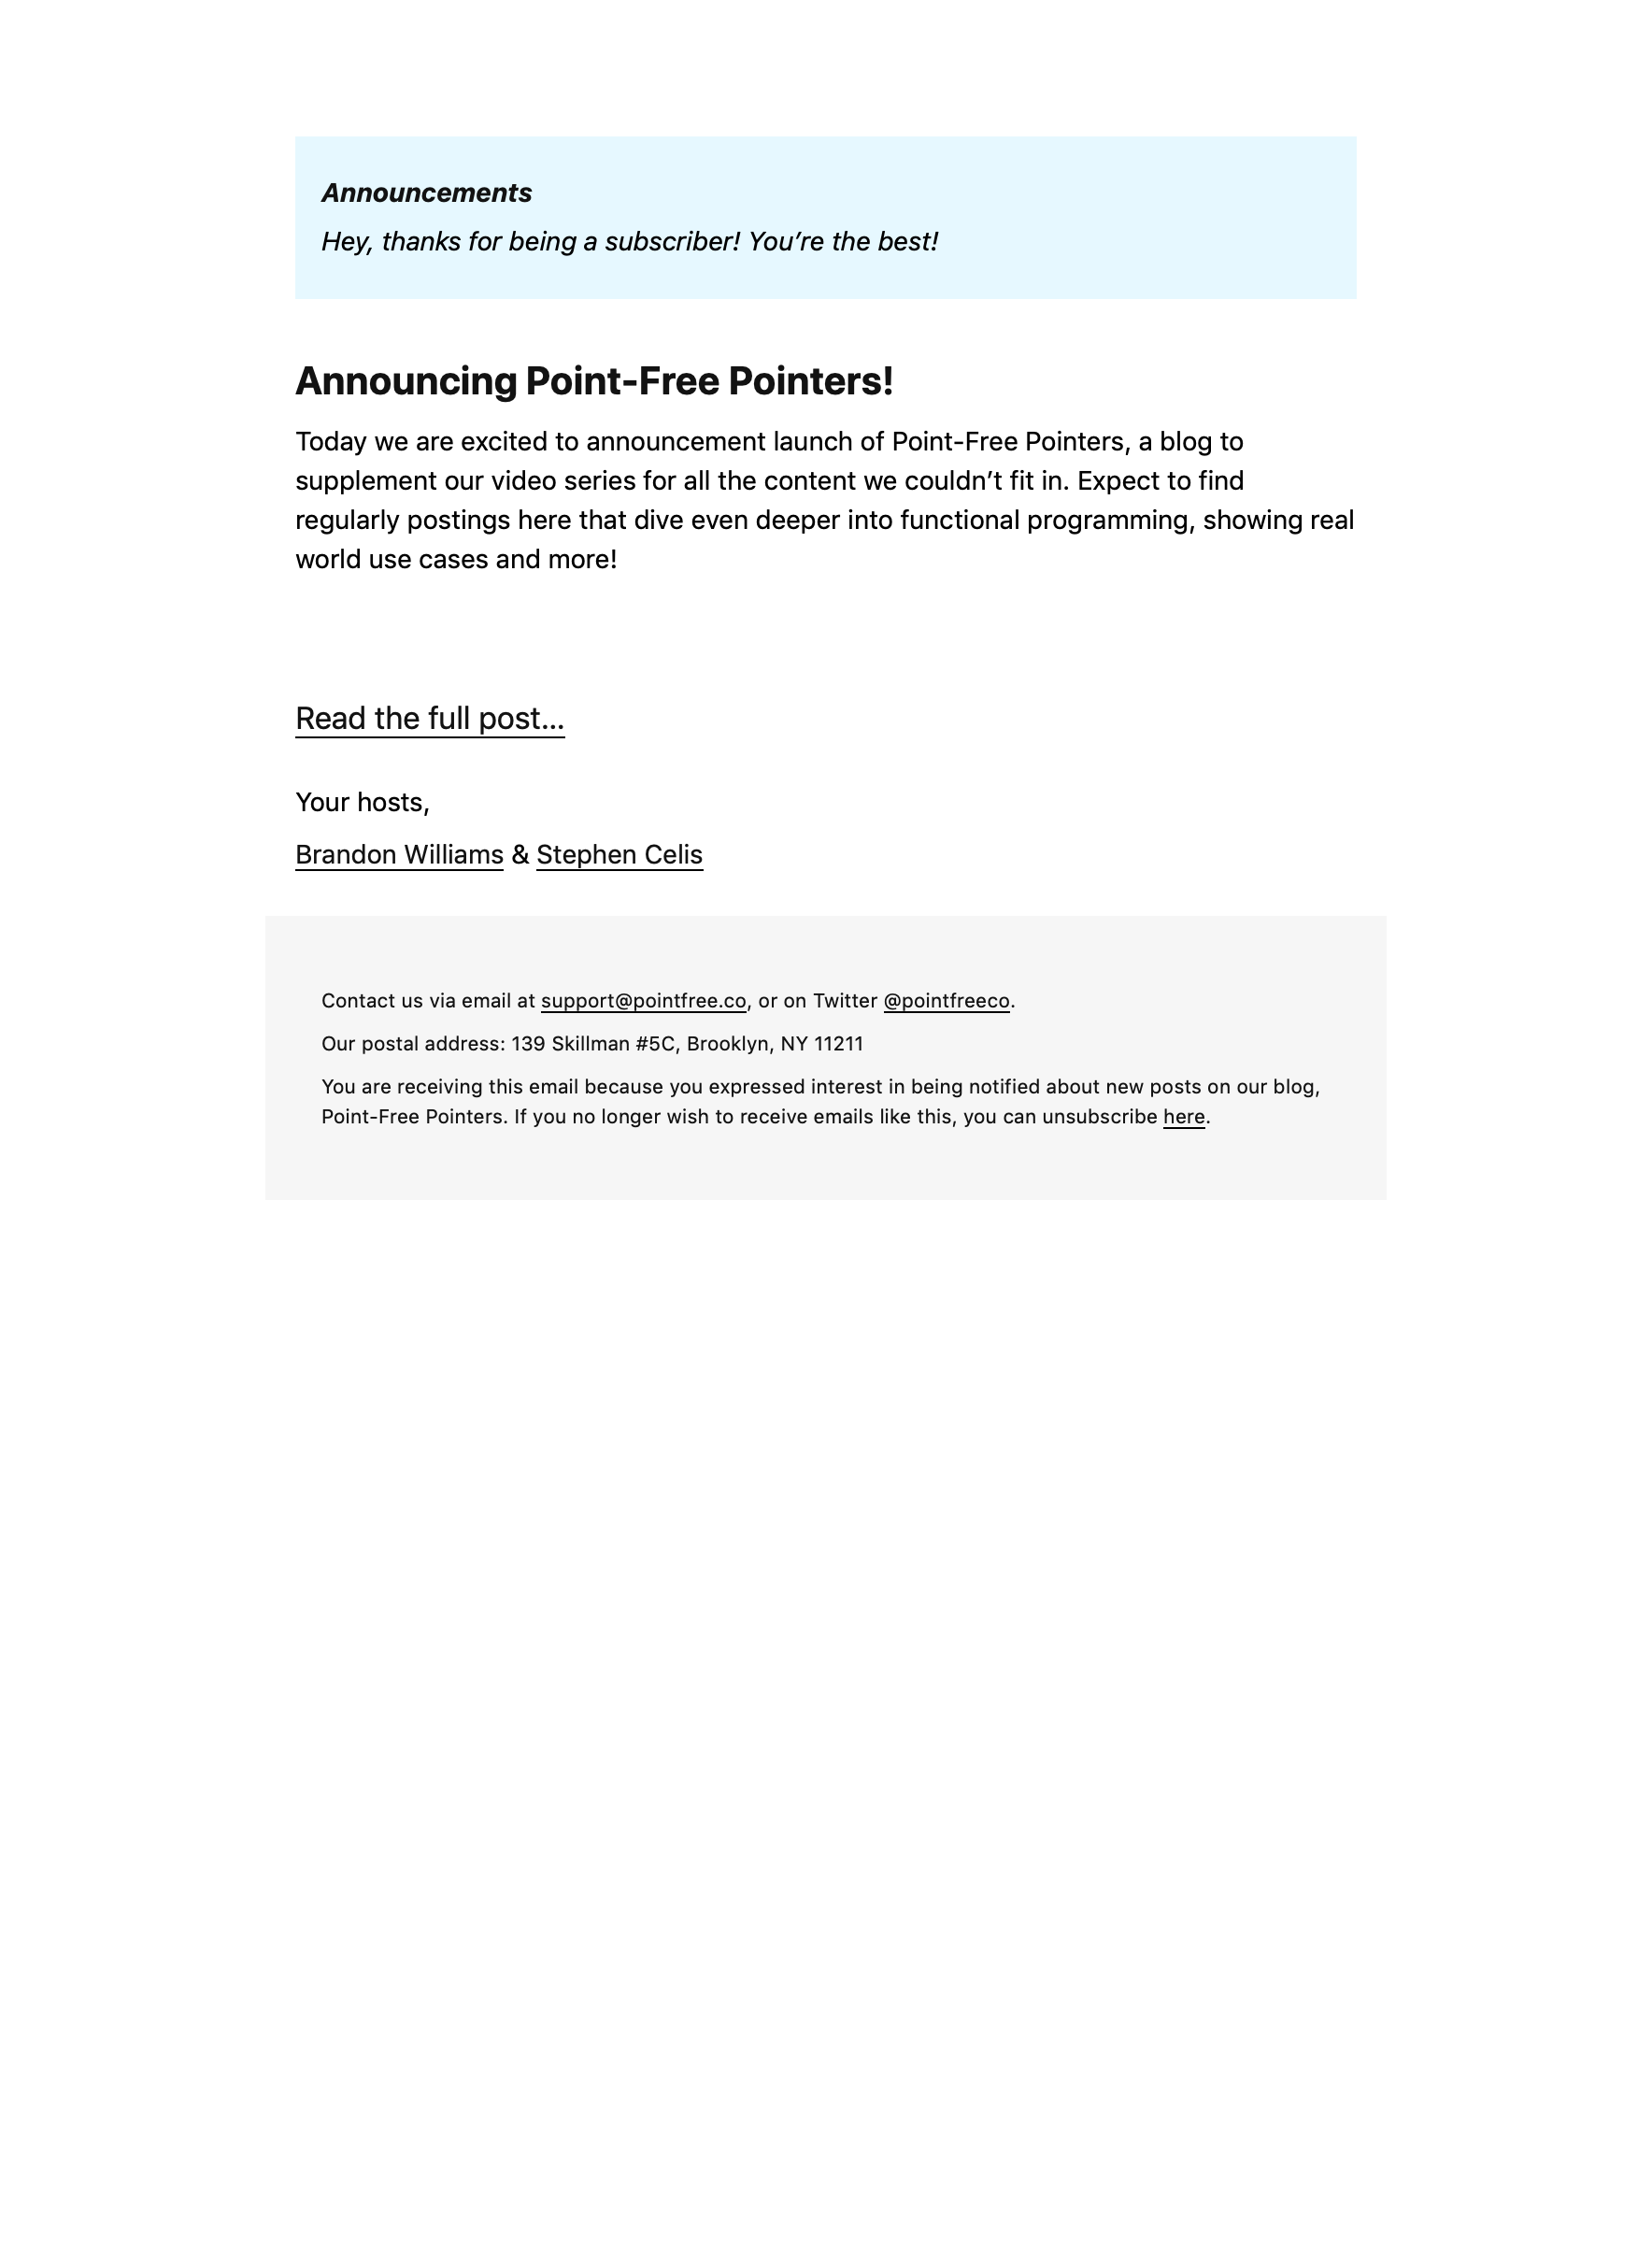 Announcements
Hey, thanks for being a subscriber! You’re the best!
Announcing Point-Free Pointers!
Today we are excited to announcement launch of Point-Free Pointers, a blog to
supplement our video series for all the content we couldn’t fit in. Expect to find
regularly postings here that dive even deeper into functional programming, showing real
world use cases and more!
Read the full post…
Your hosts,
Brandon Williams & Stephen Celis
Contact us via email at support@pointfree.co, or on Twitter @pointfreeco.
Our postal address: 139 Skillman #5C, Brooklyn, NY 11211
You are receiving this email because you expressed interest in being notified about new posts on our blog,
Point-Free Pointers. If you no longer wish to receive emails like this, you can unsubscribe here.